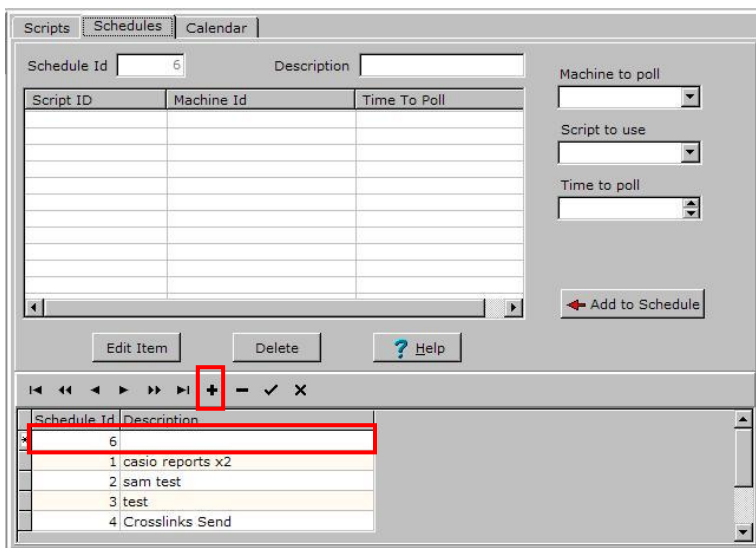 Scripts Schedules Calendar
Schedule Id 6 Description
Machine to poll
Script ID Machine Id Time To Poll
Script to use
Time to poll
Add to Schedule
Edit Item Delete ? Help
Schedule Id Description
* 6
1 casio reports x2
2 sam test
3 test
4 Crosslinks Send